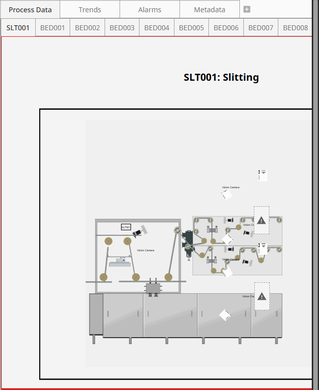 Process Data Trends Alarms Metadata
SLT001 BED001 BED002 BED003 BED004 BED005 BED006 BED007 BED008
SLT001: Slitting